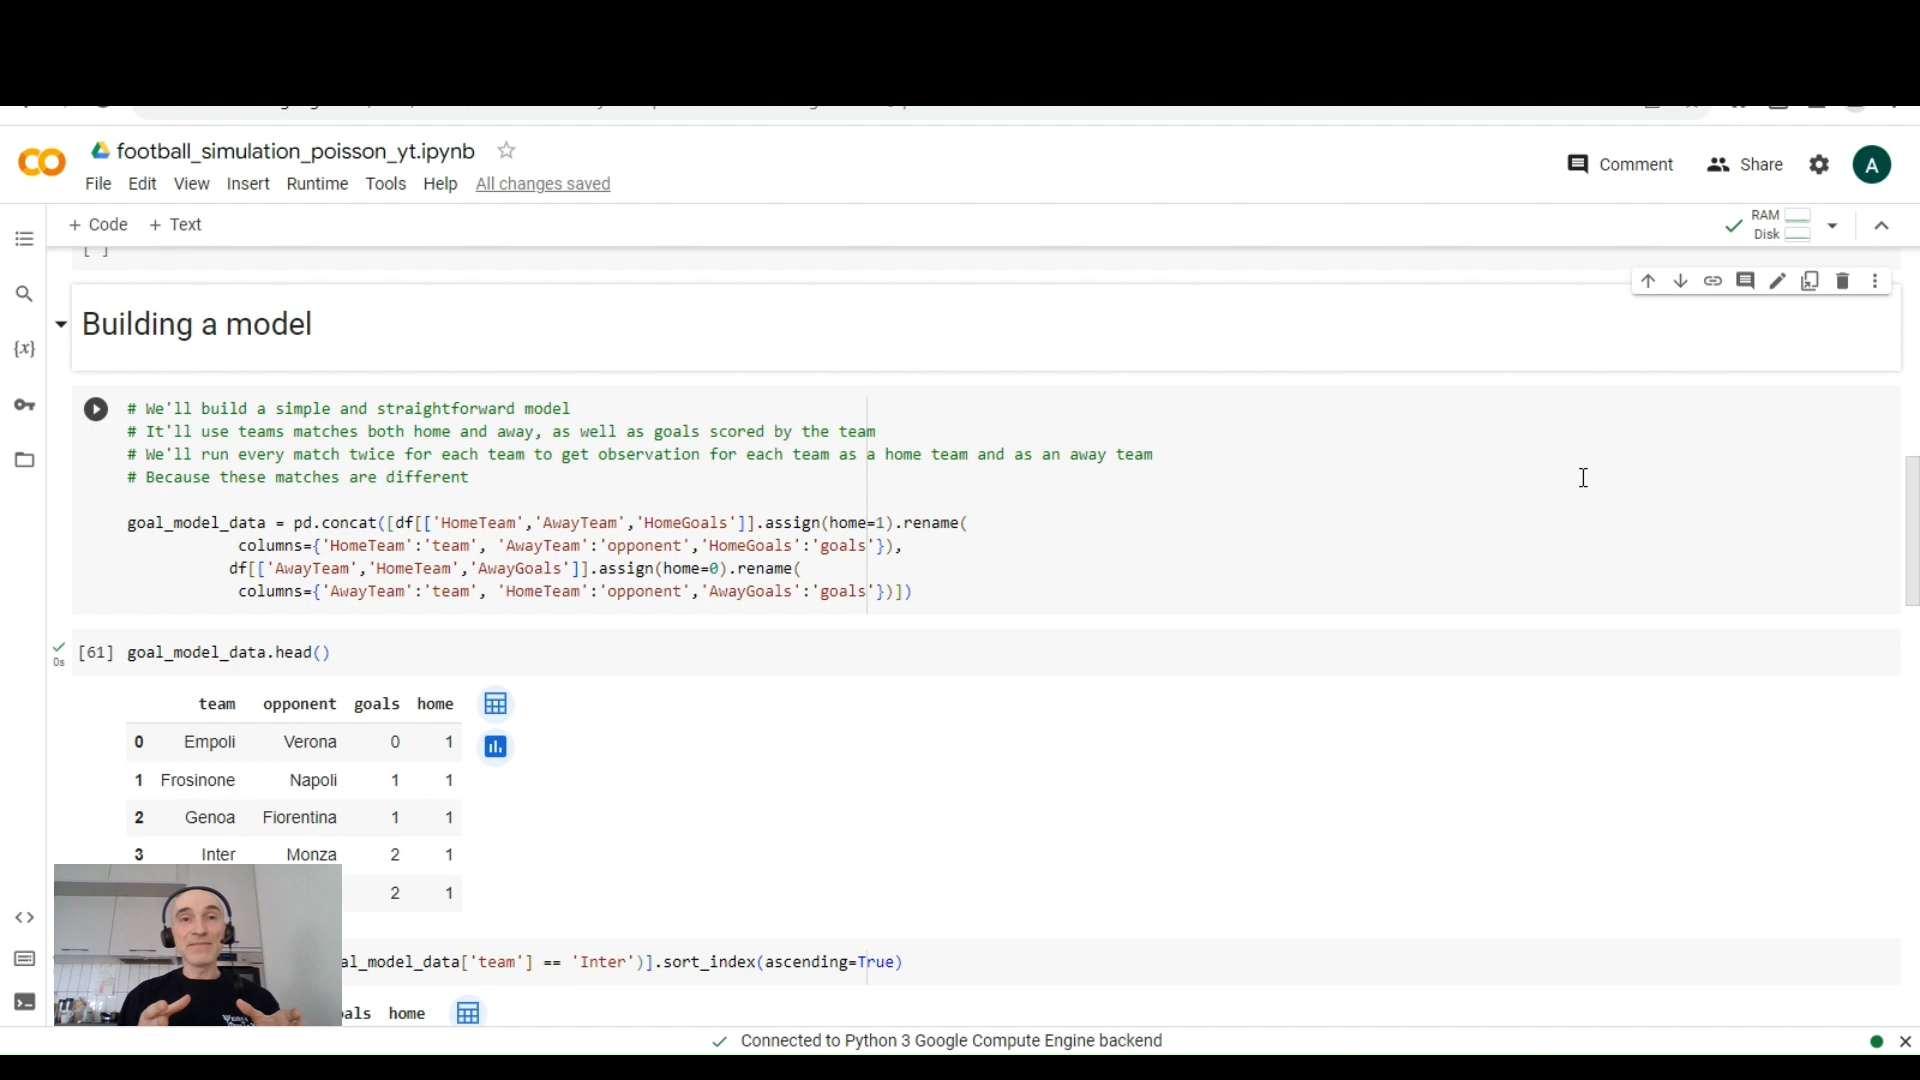 football_simulation_poisson_yt.ipynb
Comment
Share
A
File Edit View Insert Runtime Tools Help All changes saved
+ Code + Text
RAM
Disk
[ ]
Building a model
{x}
# We'll build a simple and straightforward model
# It'll use teams matches both home and away, as well as goals scored by the team
# We'll run every match twice for each team to get observation for each team as a home team and as an away team
# Because these matches are different
goal_model_data = pd.concat([df[['HomeTeam','AwayTeam','HomeGoals']].assign(home=1).rename(
columns={'HomeTeam':'team', 'AwayTeam':'opponent','HomeGoals':'goals'}),
df[['AwayTeam','HomeTeam','AwayGoals']].assign(home=0).rename(
columns={'AwayTeam':'team', 'HomeTeam':'opponent','AwayGoals':'goals'})])
0s
[61] goal_model_data.head()
team opponent goals home
0 Empoli Verona 0 1
1 Frosinone Napoli 1 1
2 Genoa Fiorentina 1 1
3 Inter Monza 2 1
2 1
al_model_data['team'] == 'Inter')].sort_index(ascending=True)
als home
Connected to Python 3 Google Compute Engine backend